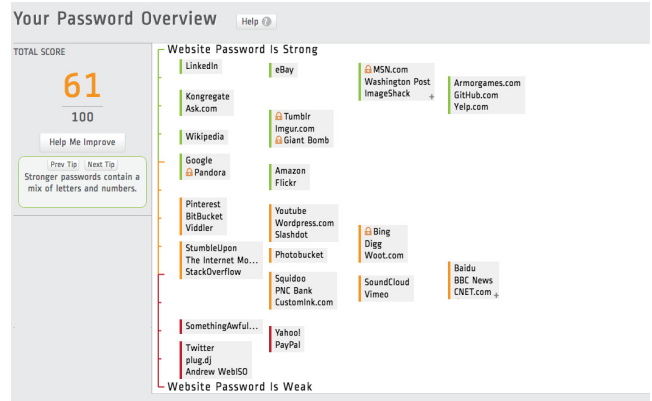 Your Password Overview
Help
TOTAL SCORE
61
100
Help Me Improve
Prev Tip Next Tip
Stronger passwords contain a
mix of letters and numbers.
Website Password Is Strong
LinkedIn
Kongregate
Ask.com
Wikipedia
Google
Pandora
Pinterest
BitBucket
Viddler
StumbleUpon
The Internet Mo...
StackOverflow
SomethingAwful...
Twitter
plug.dj
Andrew WebISO
eBay
Tumblr
Imgur.com
Giant Bomb
Amazon
Flickr
Youtube
Wordpress.com
Slashdot
Photobucket
Squidoo
PNC Bank
CustomInk.com
Yahoo!
PayPal
MSN.com
Washington Post
ImageShack
+
Bing
Digg
Woot.com
SoundCloud
Vimeo
Armorgames.com
GitHub.com
Yelp.com
Baidu
BBC News
CNET.com +
Website Password Is Weak